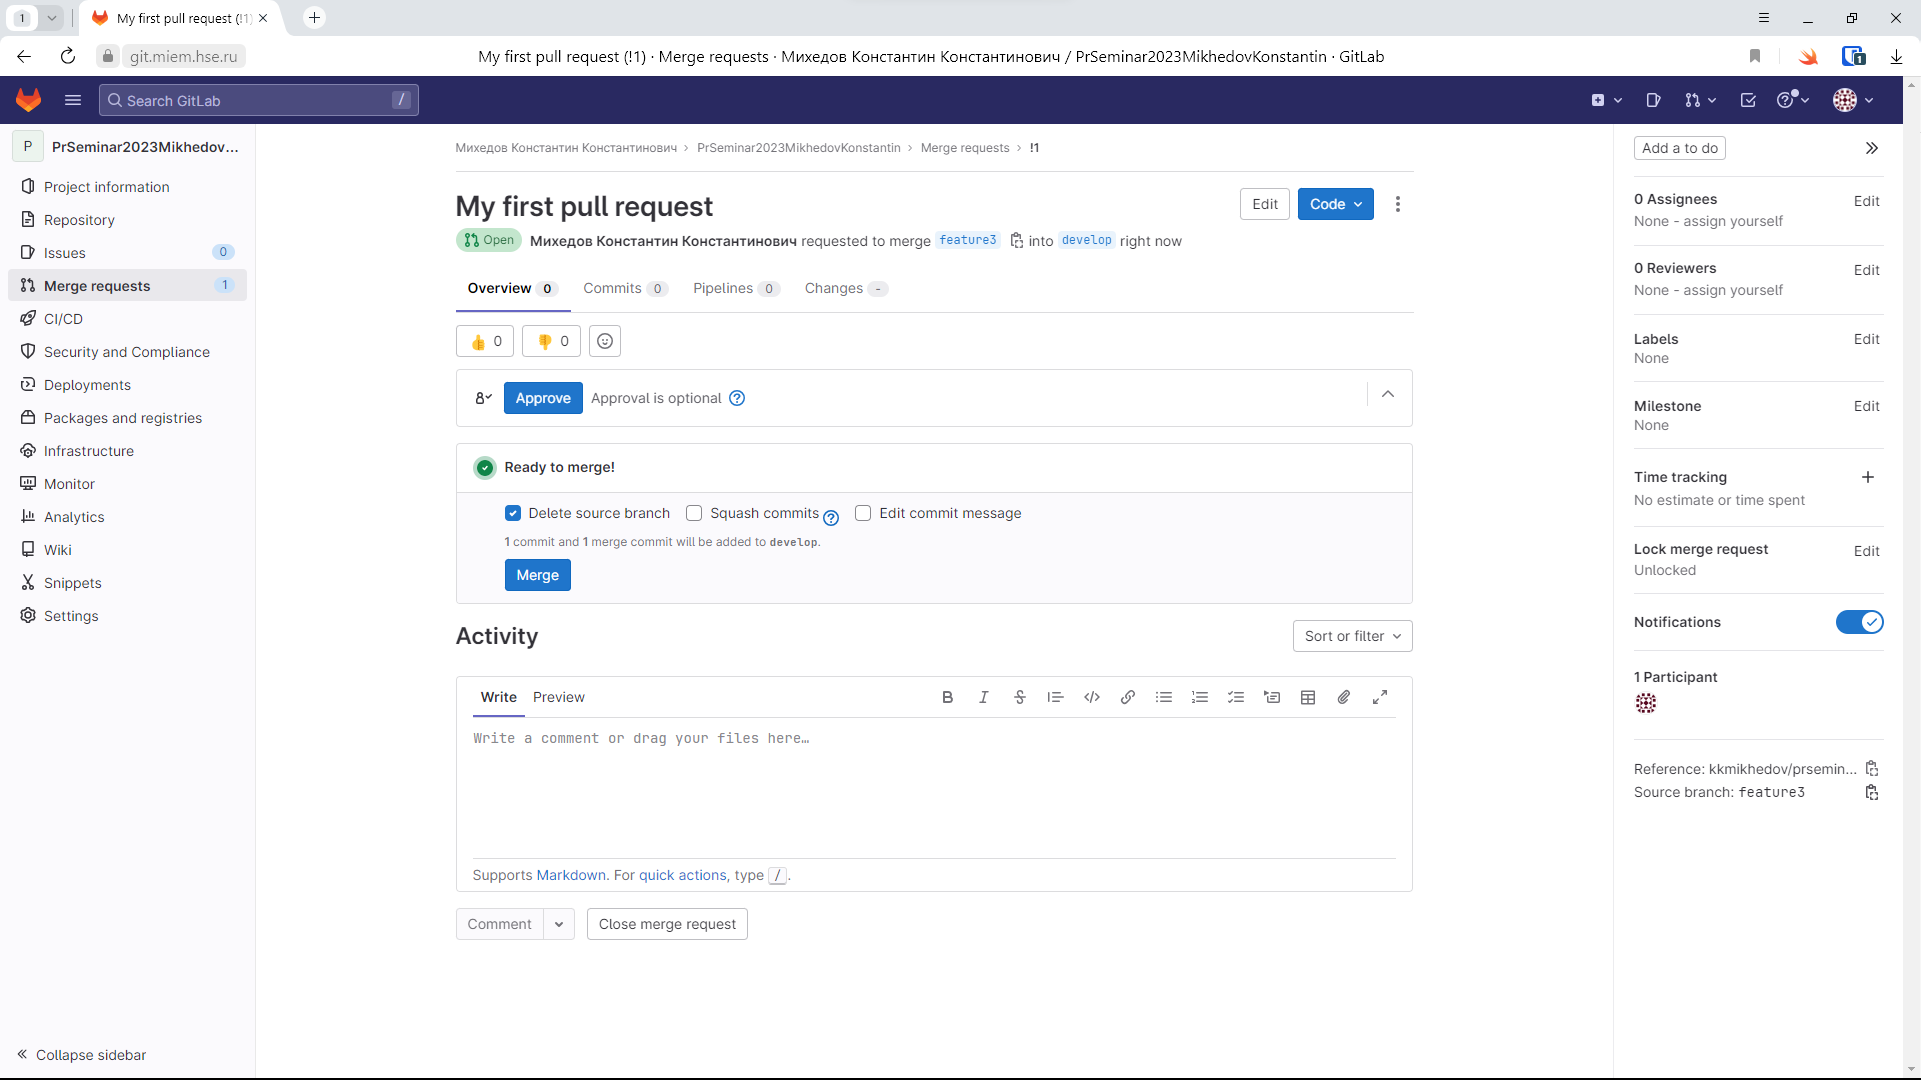 1
My first pull request (!1)
git.miem.hse.ru
My first pull request (!1) · Merge requests · Михедов Константин Константинович / PrSeminar2023MikhedovKonstantin · GitLab
1
Search GitLab /
P PrSeminar2023Mikhedov...
Project information
Repository
Issues 0
Merge requests 1
CI/CD
Security and Compliance
Deployments
Packages and registries
Infrastructure
Monitor
Analytics
Wiki
Snippets
Settings
Collapse sidebar
Михедов Константин Константинович › PrSeminar2023MikhedovKonstantin › Merge requests › !1
My first pull request
Edit Code
Open Михедов Константин Константинович requested to merge feature3 into develop right now
Overview 0 Commits 0 Pipelines 0 Changes -
0 0
Approve Approval is optional
Ready to merge!
Delete source branch Squash commits Edit commit message
1 commit and 1 merge commit will be added to develop.
Merge
Activity
Sort or filter
Write Preview
Write a comment or drag your files here…
Supports Markdown. For quick actions, type /.
Comment Close merge request
Add a to do
0 Assignees Edit
None - assign yourself
0 Reviewers Edit
None - assign yourself
Labels Edit
None
Milestone Edit
None
Time tracking
No estimate or time spent
Lock merge request Edit
Unlocked
Notifications
1 Participant
Reference: kkmikhedov/prsemin...
Source branch: feature3